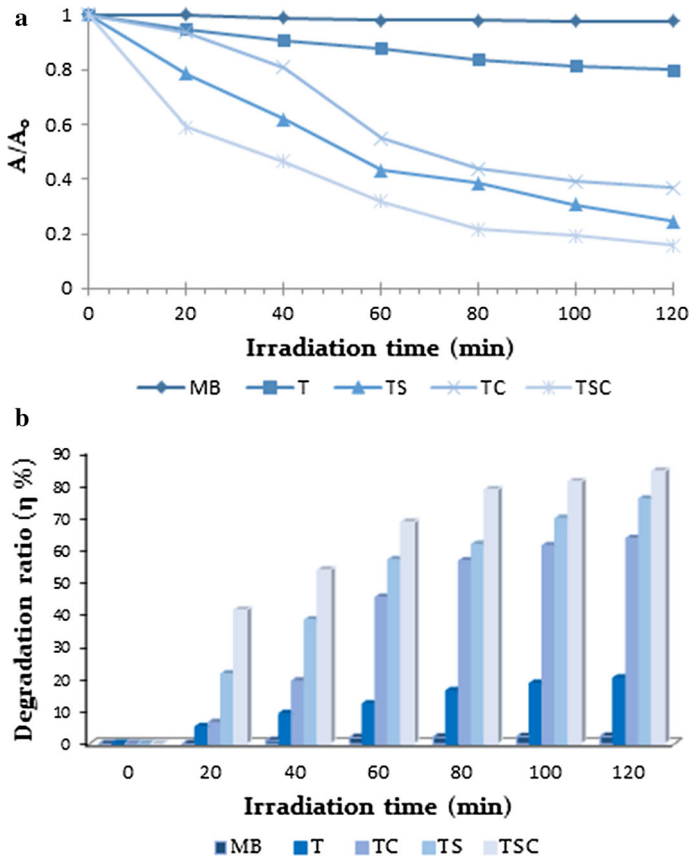 a
1
0.8
0.6
0.4
0.2
0
A/Ao
0 20 40 60 80 100 120
Irradiation time (min)
MB T TS TC TSC
b
90
80
70
60
50
40
30
20
10
0
Degradation ratio (η %)
0 20 40 60 80 100 120
Irradiation time (min)
MB T TC TS TSC